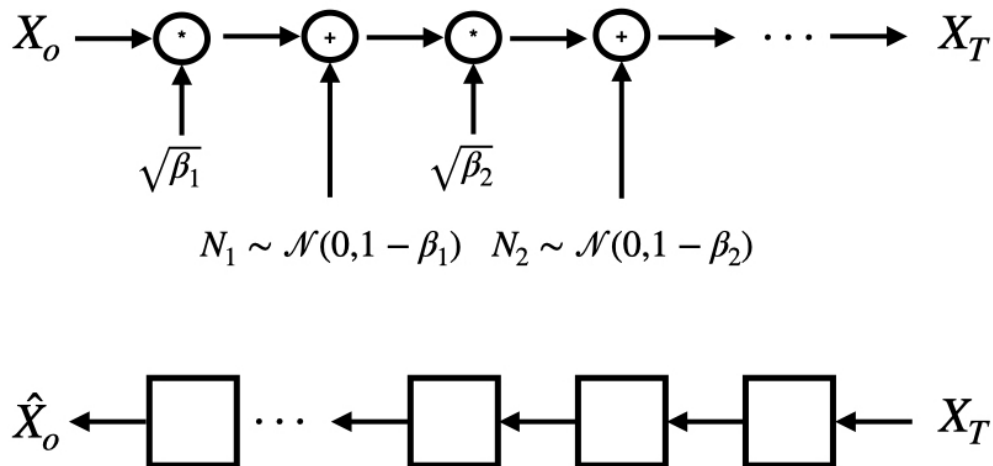 X_o * + * + ··· X_T
√β_1 √β_2
N_1 ∼ 𝒩(0,1 − β_1) N_2 ∼ 𝒩(0,1 − β_2)
X̂_o ··· X_T